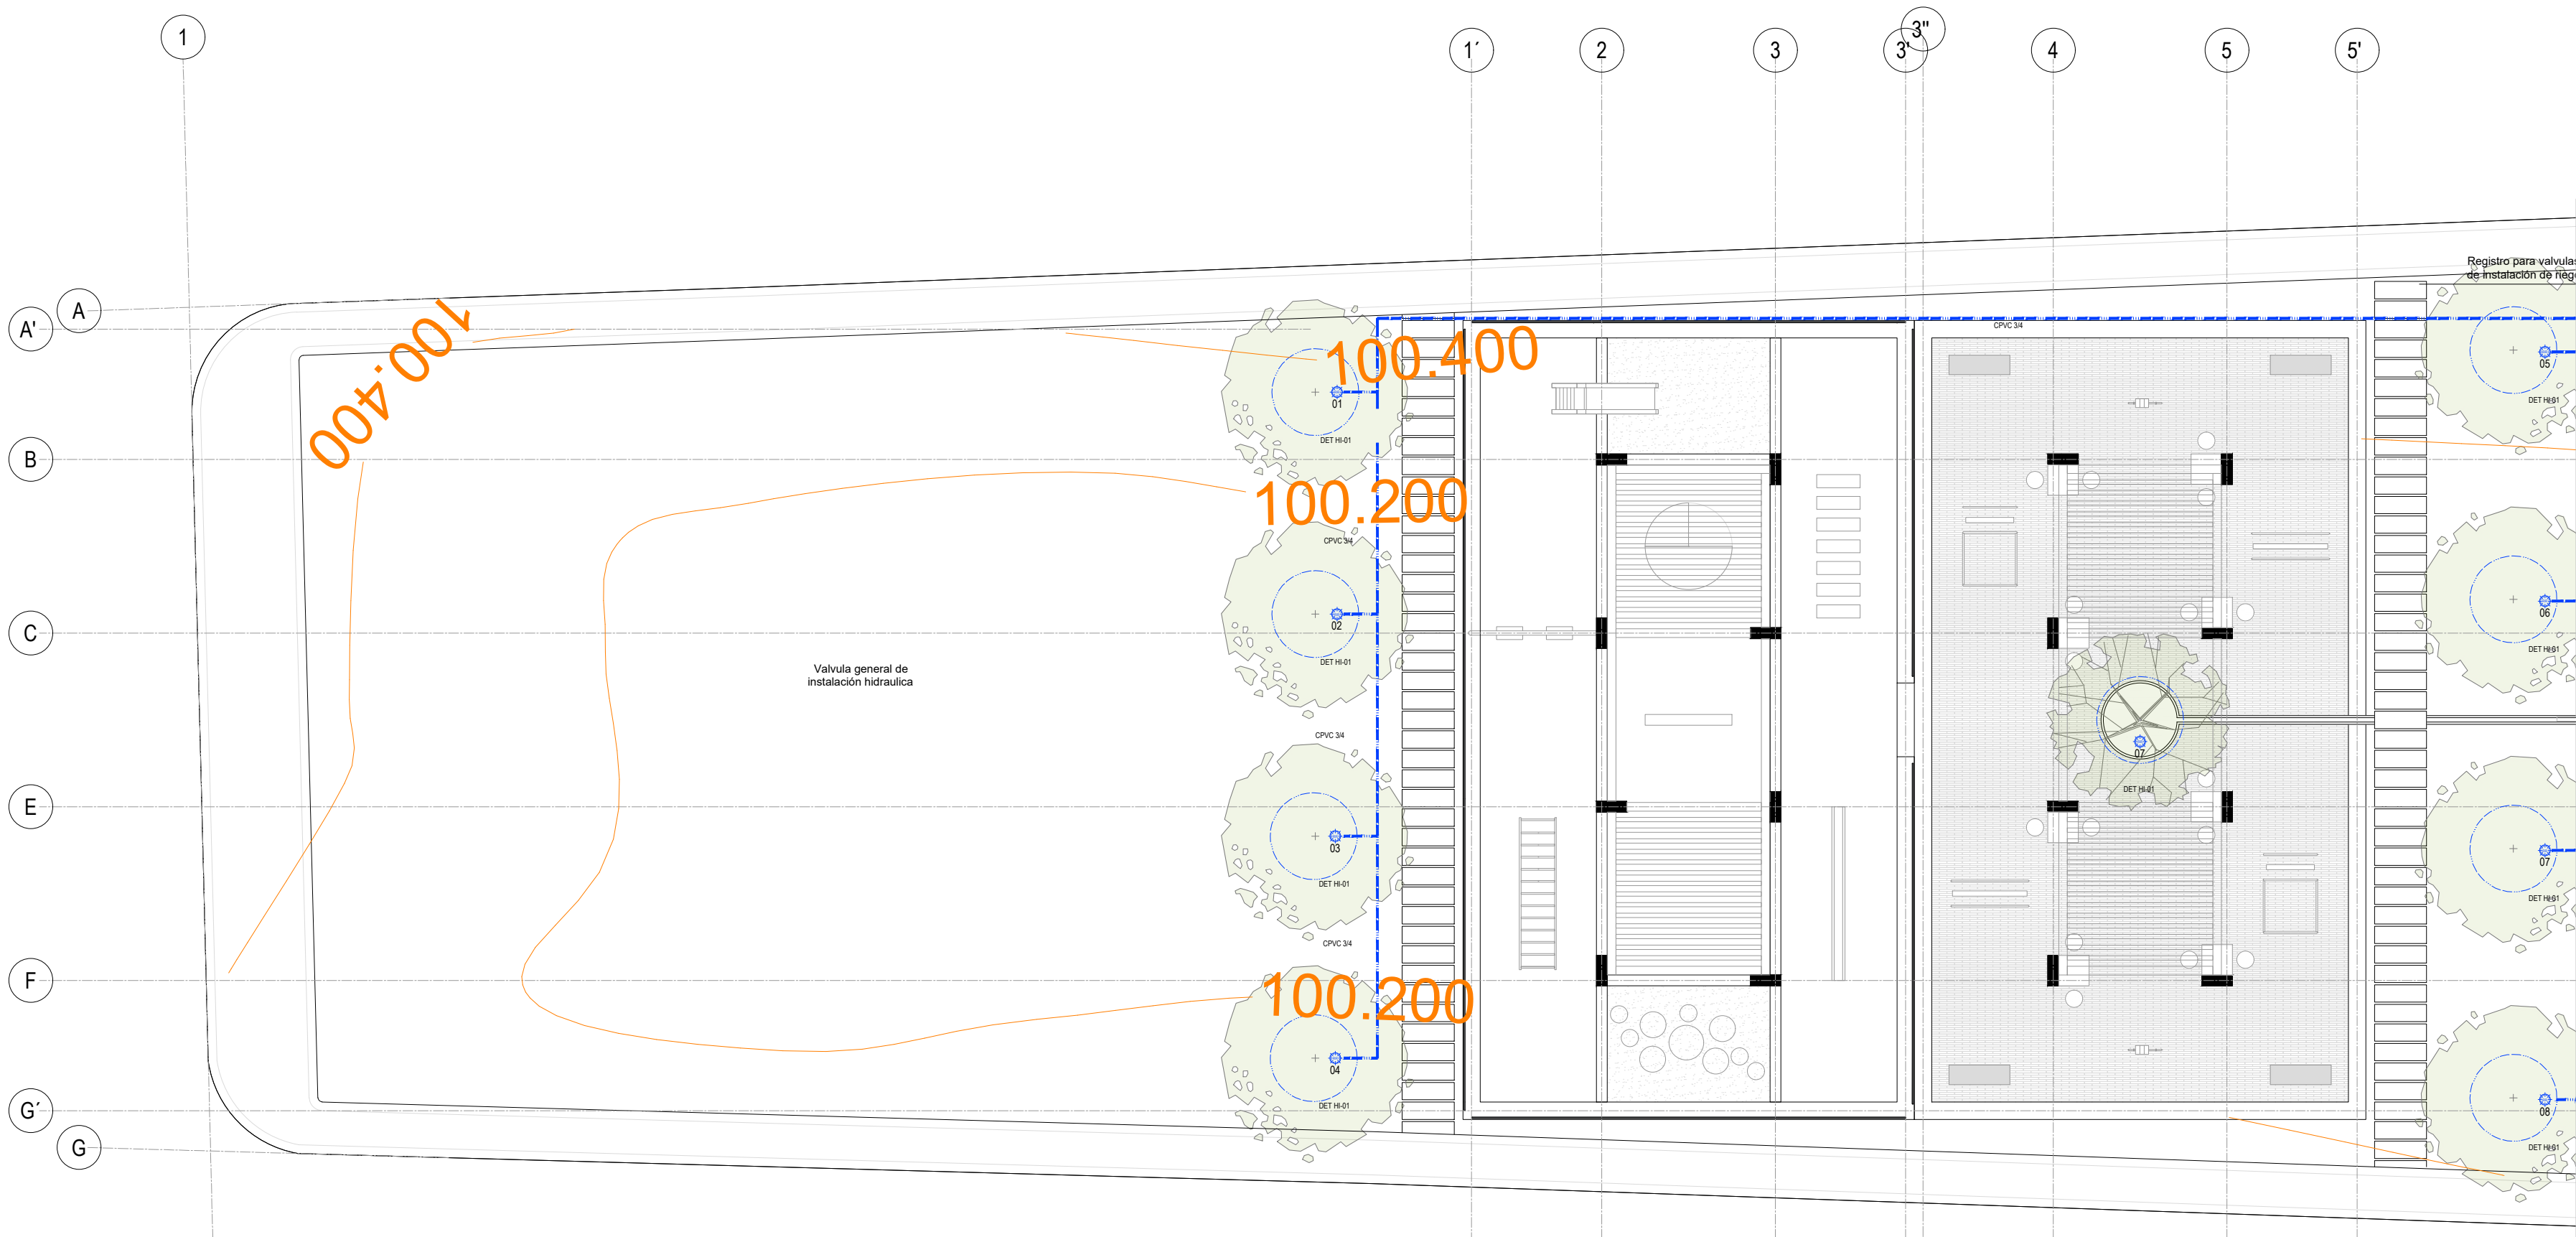 1
1´
2
3
3'
3"
4
5
5'
A
A'
B
C
E
F
G´
G
100.400
100.400
100.200
100.200
Registro para valvulas
de instalación de
CPVC 3/4
01
DET HI-01
CPVC 3/4
02
DET HI-01
CPVC 3/4
03
DET HI-01
CPVC 3/4
04
DET HI-01
Valvula general de
instalación hidraulica
07
DET HI-01
05
DET HI-01
06
DET HI-01
07
DET HI-01
08
DET HI-01